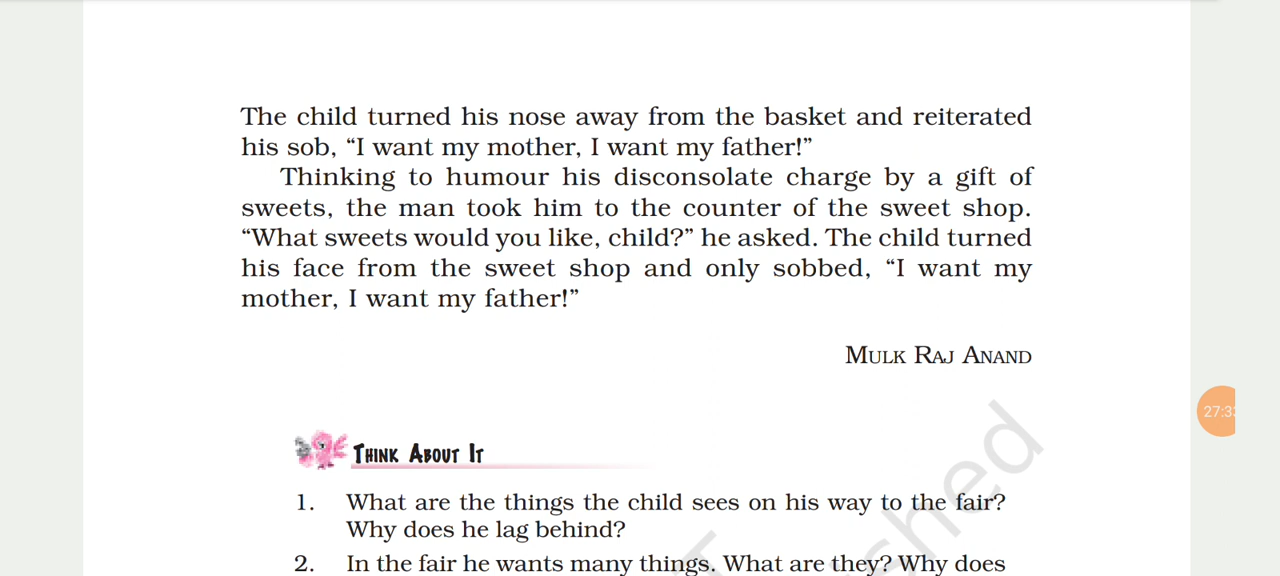 The child turned his nose away from the basket and reiterated
his sob, “I want my mother, I want my father!”
Thinking to humour his disconsolate charge by a gift of
sweets, the man took him to the counter of the sweet shop.
“What sweets would you like, child?” he asked. The child turned
his face from the sweet shop and only sobbed, “I want my
mother, I want my father!”
MULK RAJ ANAND
THINK ABOUT IT
1. What are the things the child sees on his way to the fair?
Why does he lag behind?
2. In the fair he wants many things. What are they? Why does